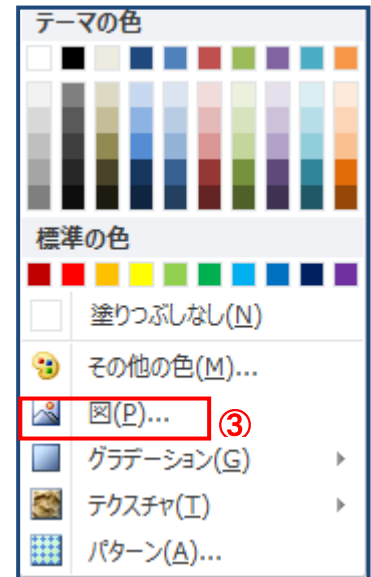 テーマの色
標準の色
塗りつぶしなし(N)
その他の色(M)...
図(P)... ③
グラデーション(G)
テクスチャ(T)
パターン(A)...